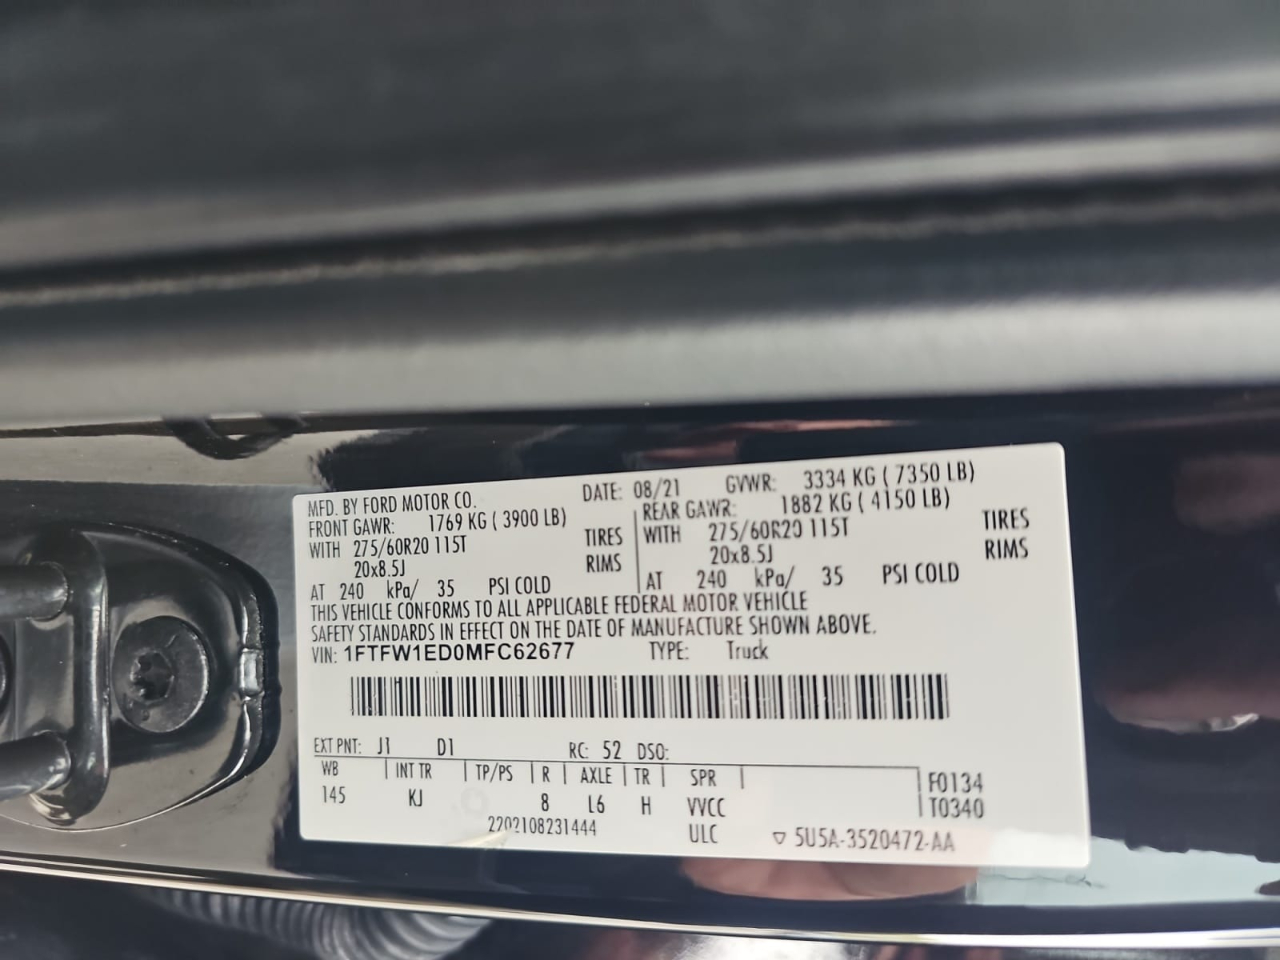 MFD. BY FORD MOTOR CO. DATE: 08/21 GVWR: 3334 KG ( 7350 LB)
FRONT GAWR: 1769 KG ( 3900 LB) REAR GAWR: 1882 KG ( 4150 LB)
WITH 275/60R20 115T TIRES WITH 275/60R20 115T TIRES
20x8.5J RIMS 20x8.5J RIMS
AT 240 kPa/ 35 PSI COLD AT 240 kPa/ 35 PSI COLD
THIS VEHICLE CONFORMS TO ALL APPLICABLE FEDERAL MOTOR VEHICLE
SAFETY STANDARDS IN EFFECT ON THE DATE OF MANUFACTURE SHOWN ABOVE.
VIN: 1FTFW1ED0MFC62677 TYPE: Truck
EXT PNT: J1 D1 RC: 52 DSO:
WB INT TR TP/PS R AXLE TR SPR F0134
145 KJ 8 L6 H VVCC T0340
2202108231444 ULC ▽ 5U5A-3520472-AA